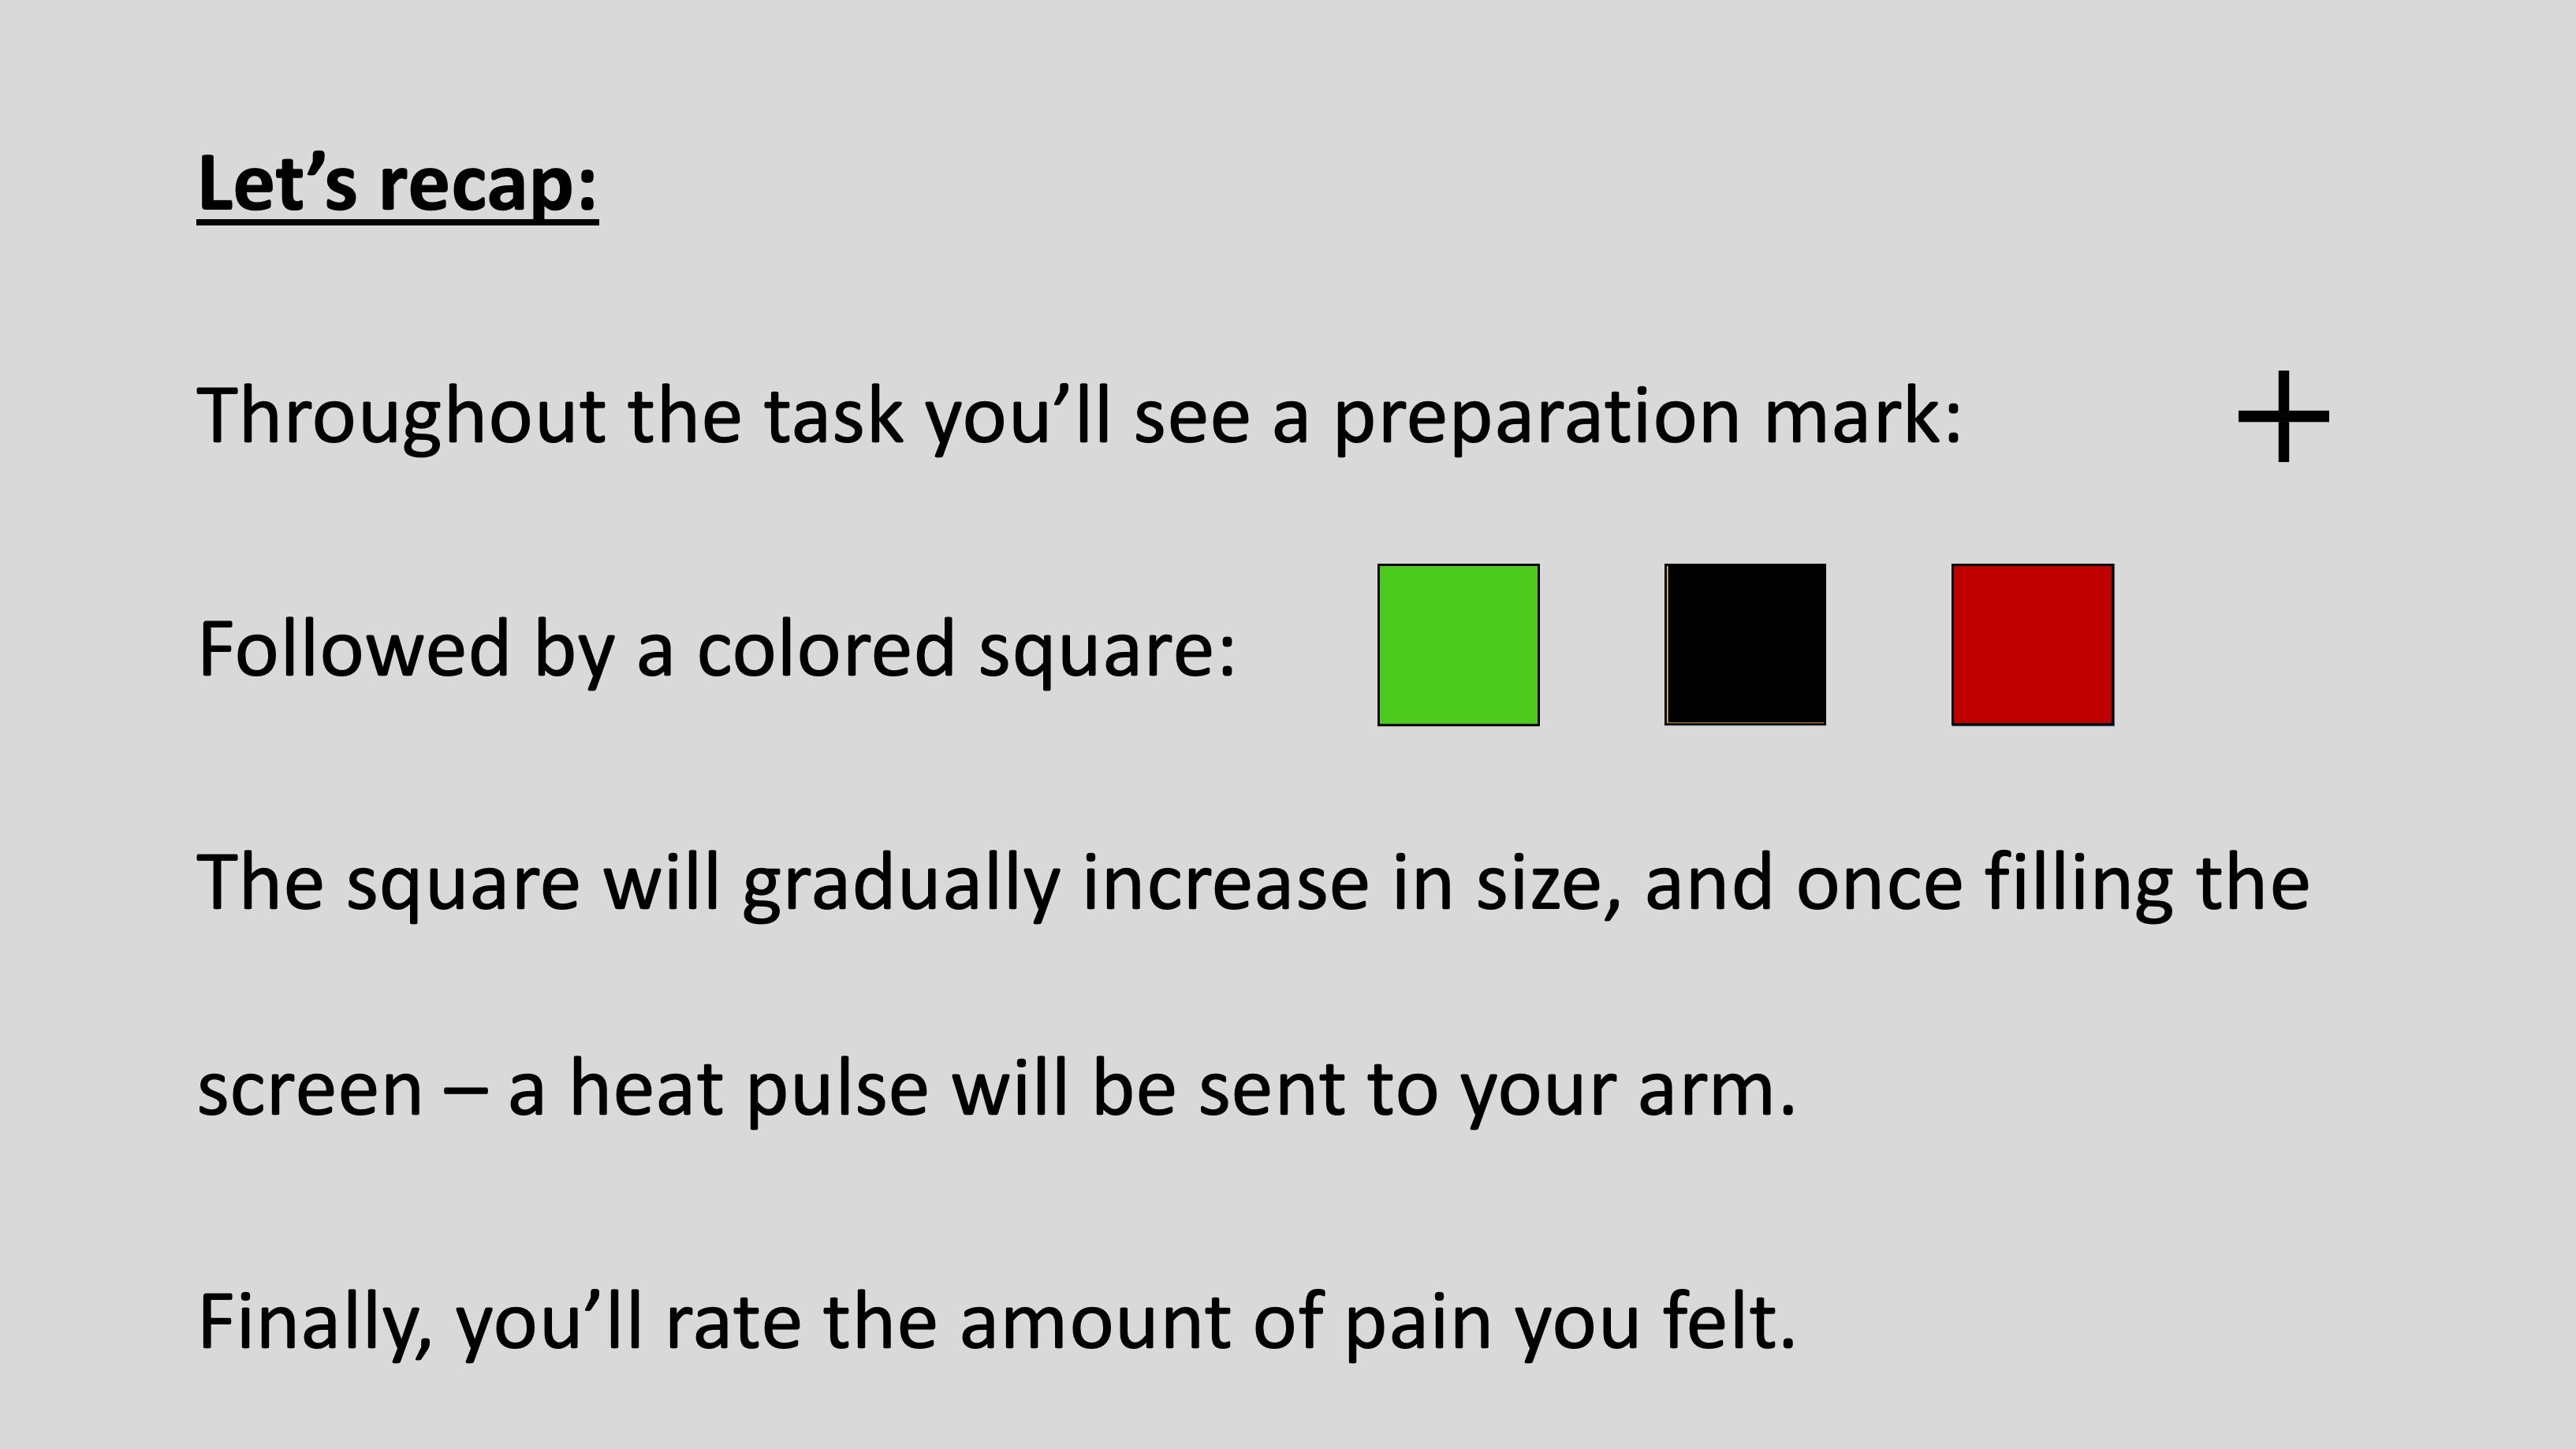 Let’s recap:
Throughout the task you’ll see a preparation mark: +
Followed by a colored square:
The square will gradually increase in size, and once filling the
screen – a heat pulse will be sent to your arm.
Finally, you’ll rate the amount of pain you felt.